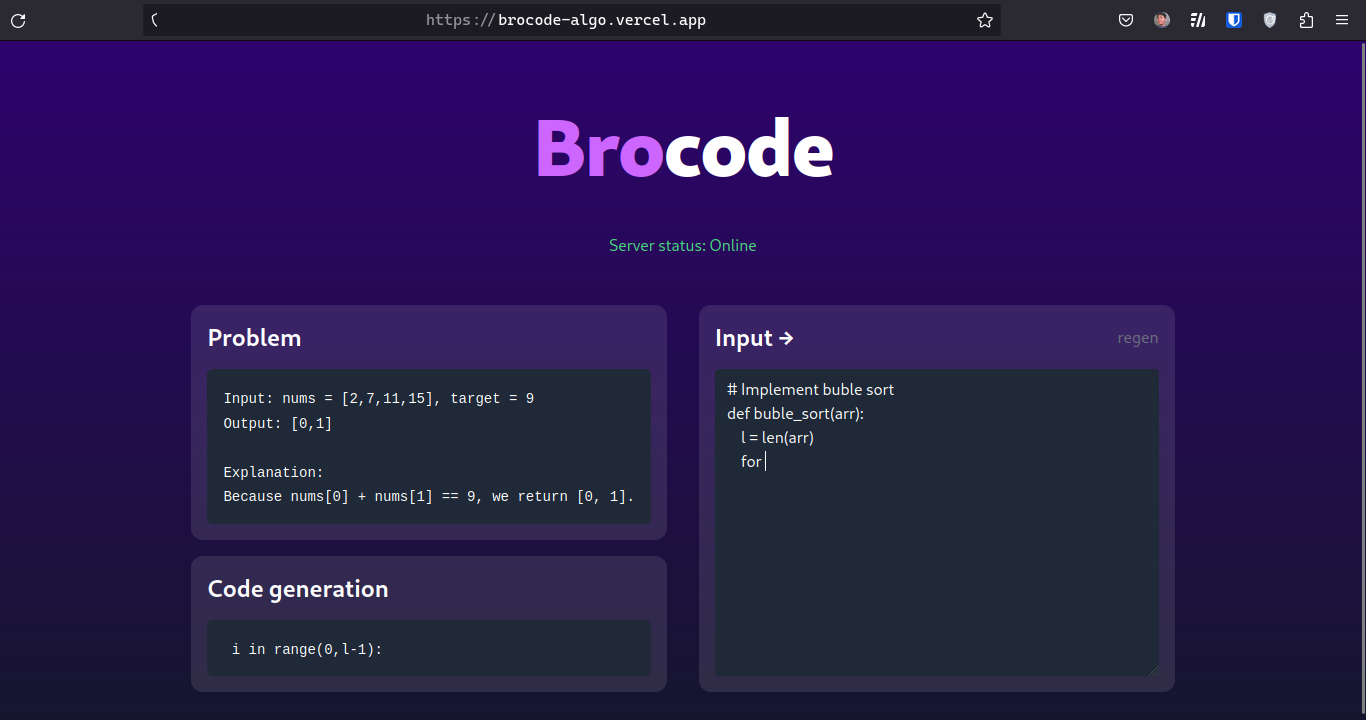 https://brocode-algo.vercel.app
Brocode
Server status: Online
Problem
Input: nums = [2,7,11,15], target = 9
Output: [0,1]
Explanation:
Because nums[0] + nums[1] == 9, we return [0, 1].
Code generation
i in range(0,l-1):
Input →
regen
# Implement buble sort
def buble_sort(arr):
l = len(arr)
for